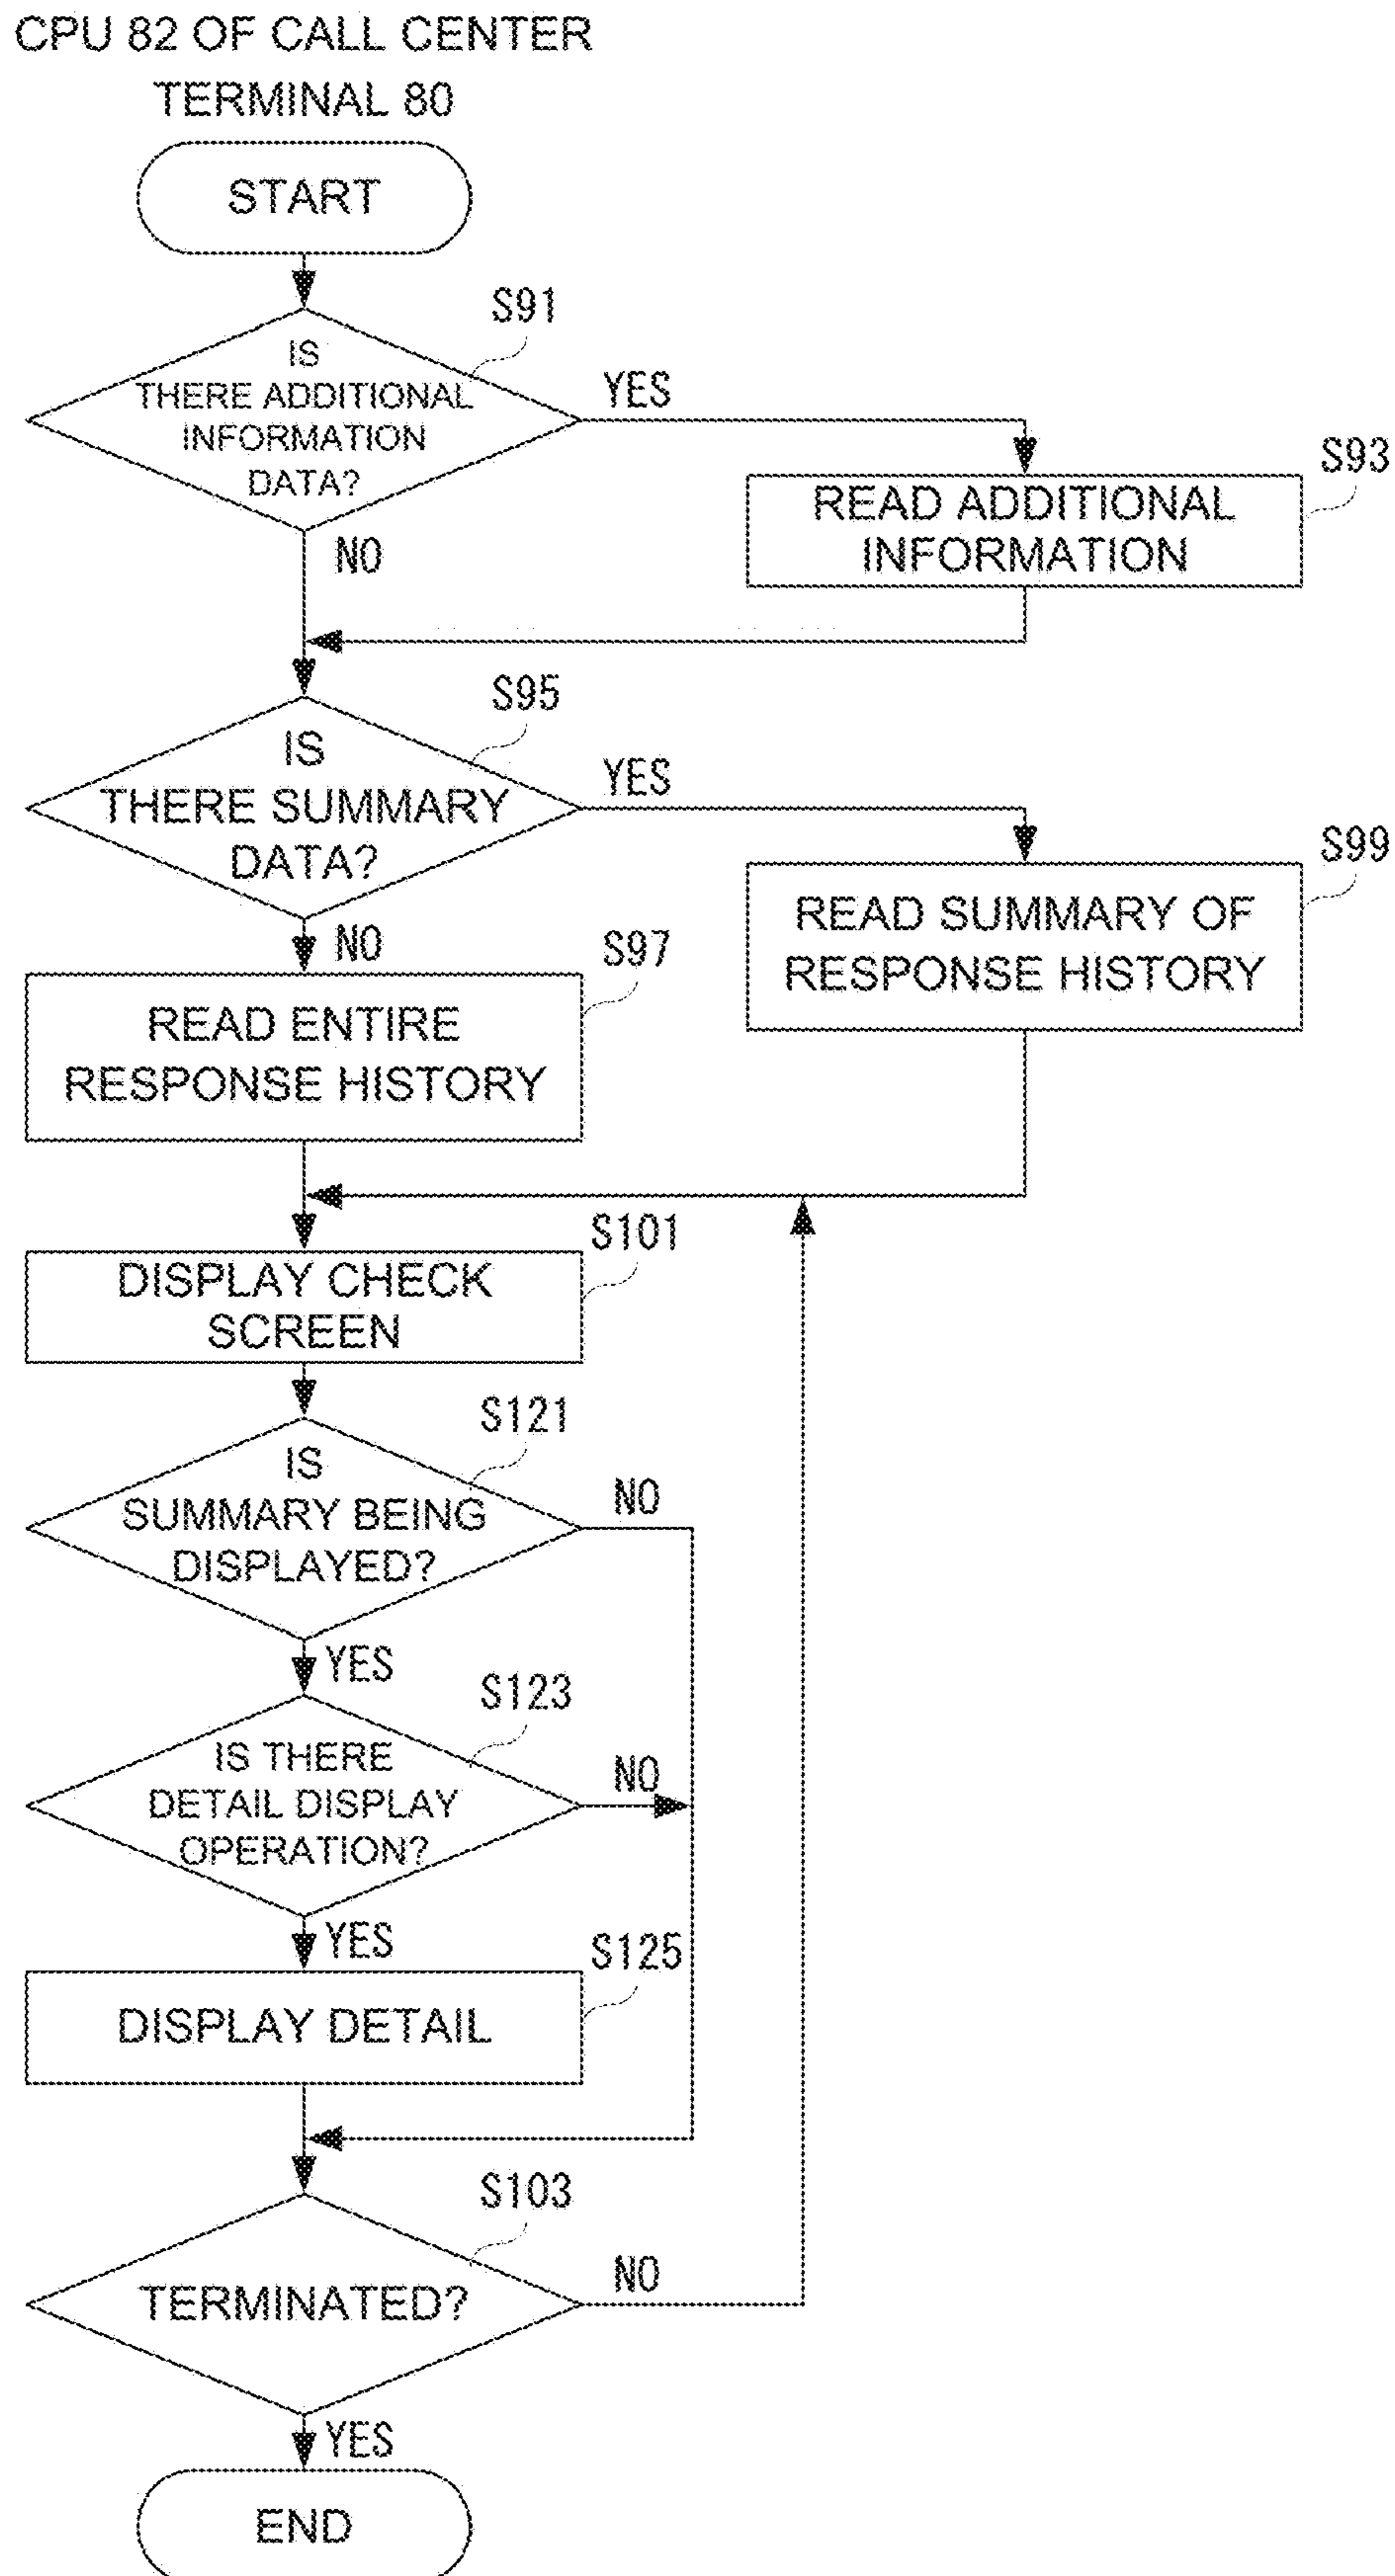 CPU 82 OF CALL CENTER
TERMINAL 80
START
S91
IS
THERE ADDITIONAL
INFORMATION
DATA?
YES
NO
S93
READ ADDITIONAL
INFORMATION
S95
IS
THERE SUMMARY
DATA?
YES
NO
S99
READ SUMMARY OF
RESPONSE HISTORY
S97
READ ENTIRE
RESPONSE HISTORY
S101
DISPLAY CHECK
SCREEN
S121
IS
SUMMARY BEING
DISPLAYED?
NO
YES
S123
IS THERE
DETAIL DISPLAY
OPERATION?
NO
YES
S125
DISPLAY DETAIL
S103
TERMINATED?
NO
YES
END